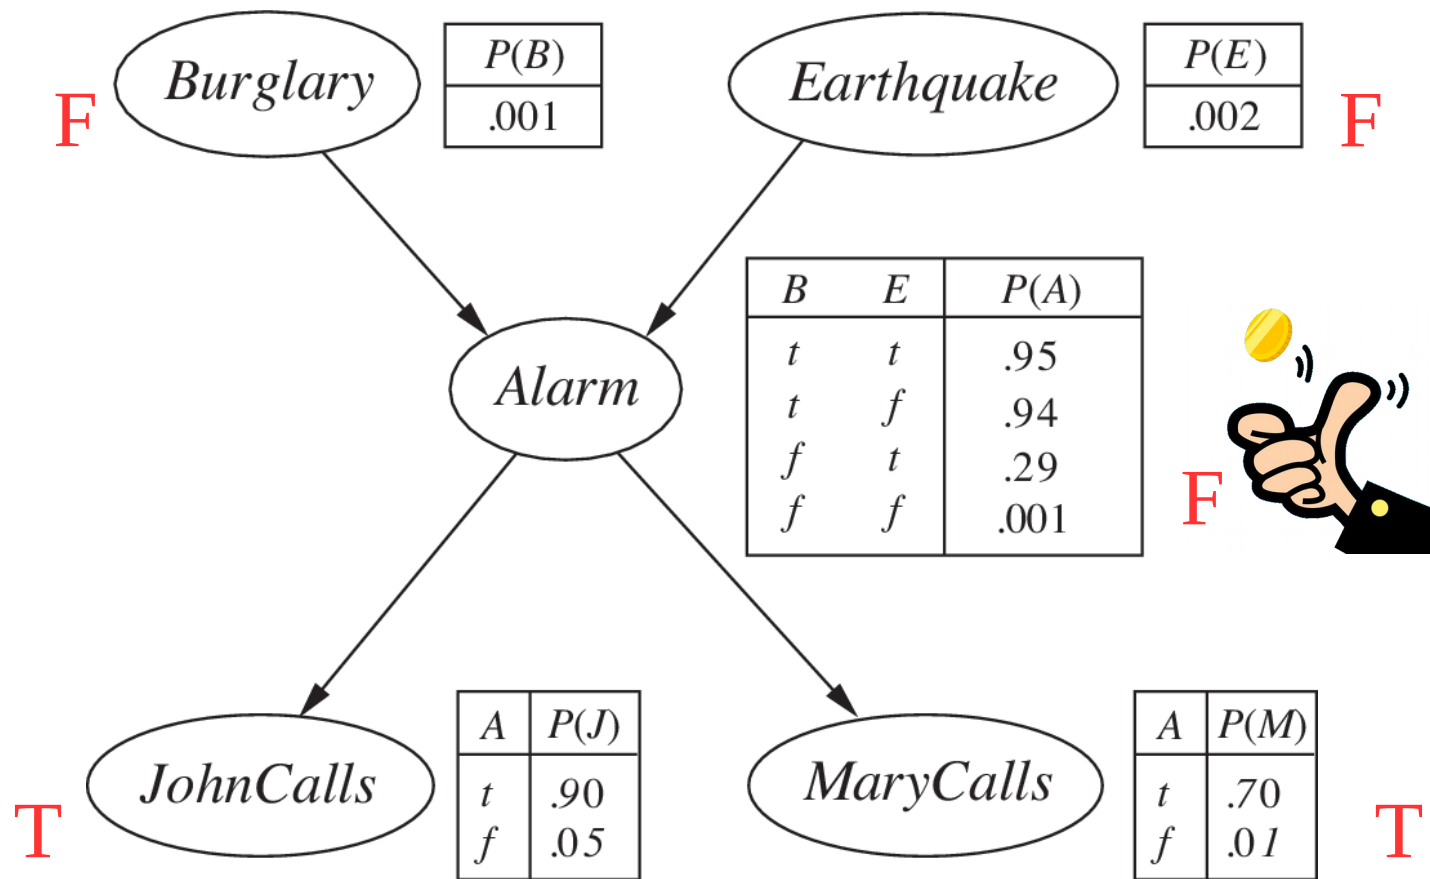 Burglary
P(B)
.001
F
Earthquake
P(E)
.002
F
Alarm
B E P(A)
t t .95
t f .94
f t .29
f f .001
F
JohnCalls
A P(J)
t .90
f .05
T
MaryCalls
A P(M)
t .70
f .01
T